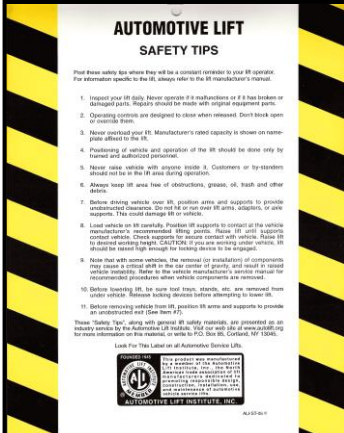 AUTOMOTIVE LIFT
SAFETY TIPS
Post these safety tips where they will be a constant reminder to your lift operator.
For information specific to the lift, always refer to the lift manufacturer's manual.
1. Inspect your lift daily. Never operate if it malfunctions or if it has broken or
damaged parts. Repairs should be made with original equipment parts.
2. Operating controls are designed to close when released. Don't block open
or override them.
3. Never overload your lift. Manufacturer's rated capacity is shown on name-
plate affixed to the lift.
4. Positioning of vehicle and operation of the lift should be done only by
trained and authorized personnel.
5. Never raise vehicle with anyone inside it. Customers or by-standers
should not be in the lift area during operation.
6. Always keep lift area free of obstructions, grease, oil, trash and other
debris.
7. Before driving vehicle over lift, position arms and supports to provide
unobstructed clearance. Do not hit or run over lift arms, adapters, or axle
supports. This could damage lift or vehicle.
8. Load vehicle on lift carefully. Position lift supports to contact at the vehicle
manufacturer's recommended lifting points. Raise lift until supports
contact vehicle. Check supports for secure contact with vehicle. Raise lift
to desired working height. CAUTION: If you are working under vehicle, lift
should be raised high enough for locking device to be engaged.
9. Note that with some vehicles, the removal (or installation) of components
may cause a critical shift in the car center of gravity, and result in raised
vehicle instability. Refer to the vehicle manufacturer's service manual for
recommended procedures when vehicle components are removed.
10. Before lowering lift, be sure tool trays, stands, etc. are removed from
under vehicle. Release locking devices before attempting to lower lift.
11. Before removing vehicle from lift, position lift arms and supports to provide
an unobstructed exit (See Item #7).
These "Safety Tips", along with general lift safety materials, are presented as an
industry service by the Automotive Lift Institute. Visit our web site at www.autolift.org
for more information on this material, or write to P.O. Box 85, Cortland, NY 13045.
Look For This Label on all Automotive Service Lifts.
FOUNDED 1945
AUTOMOTIVE LIFT INSTITUTE
ALI
MEMBER
This product was manufactured
by a member of the Automotive
Lift Institute, Inc., the North
American trade association of lift
manufacturers dedicated to
promoting responsible design,
construction, installation, use,
and maintenance of automotive
vehicle service lifts.
AUTOMOTIVE LIFT INSTITUTE, INC.